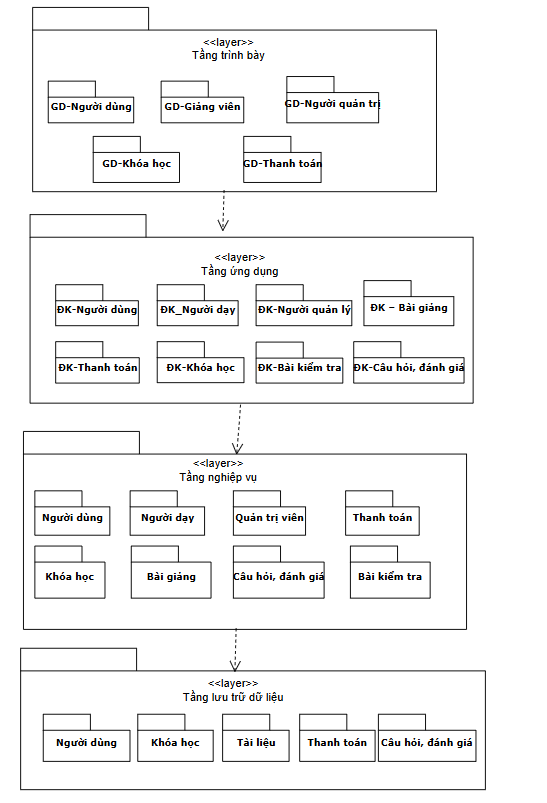 <<layer>>
Tầng trình bày
GD-Người dùng
GD-Giảng viên
GD-Người quản trị
GD-Khóa học
GD-Thanh toán
<<layer>>
Tầng ứng dụng
ĐK-Người dùng
ĐK_Người dạy
ĐK-Người quản lý
ĐK – Bài giảng
ĐK-Thanh toán
ĐK-Khóa học
ĐK-Bài kiểm tra
ĐK-Câu hỏi, đánh giá
<<layer>>
Tầng nghiệp vụ
Người dùng
Người dạy
Quản trị viên
Thanh toán
Khóa học
Bài giảng
Câu hỏi, đánh giá
Bài kiểm tra
<<layer>>
Tầng lưu trữ dữ liệu
Người dùng
Khóa học
Tài liệu
Thanh toán
Câu hỏi, đánh giá